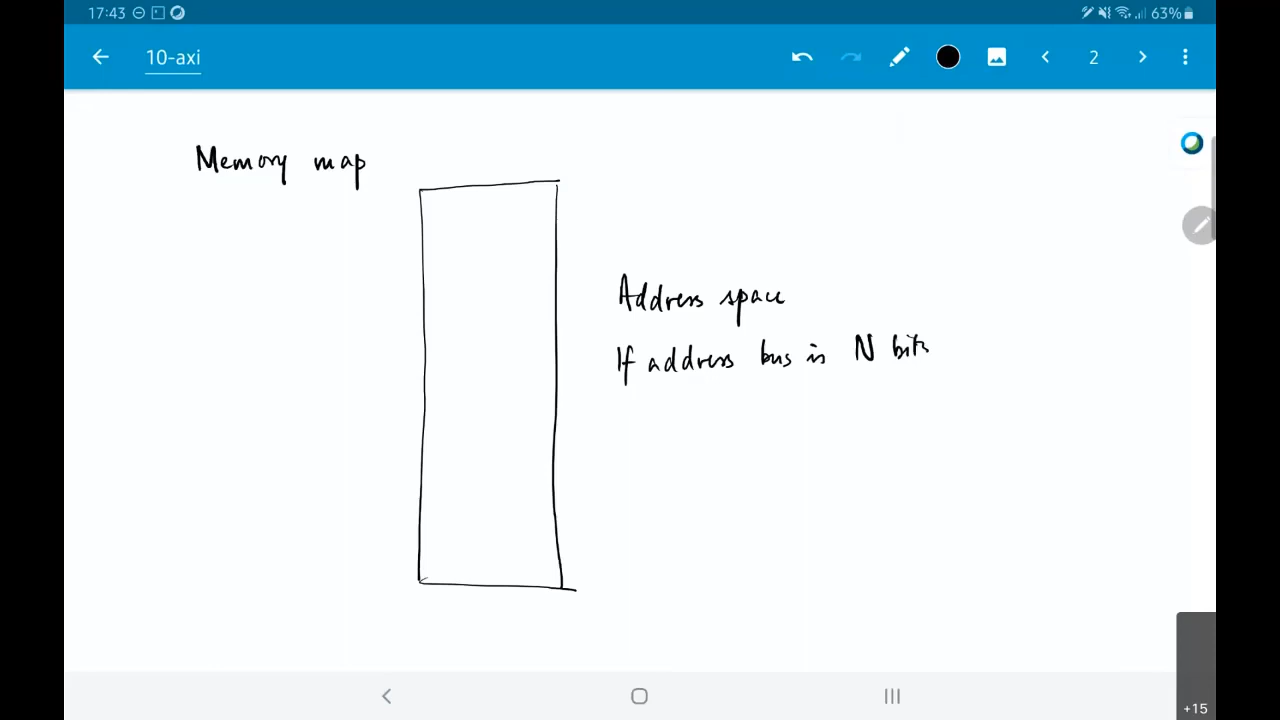 17:43
63%
10-axi
2
Memory map
Address space
If address bus is N bits
+15